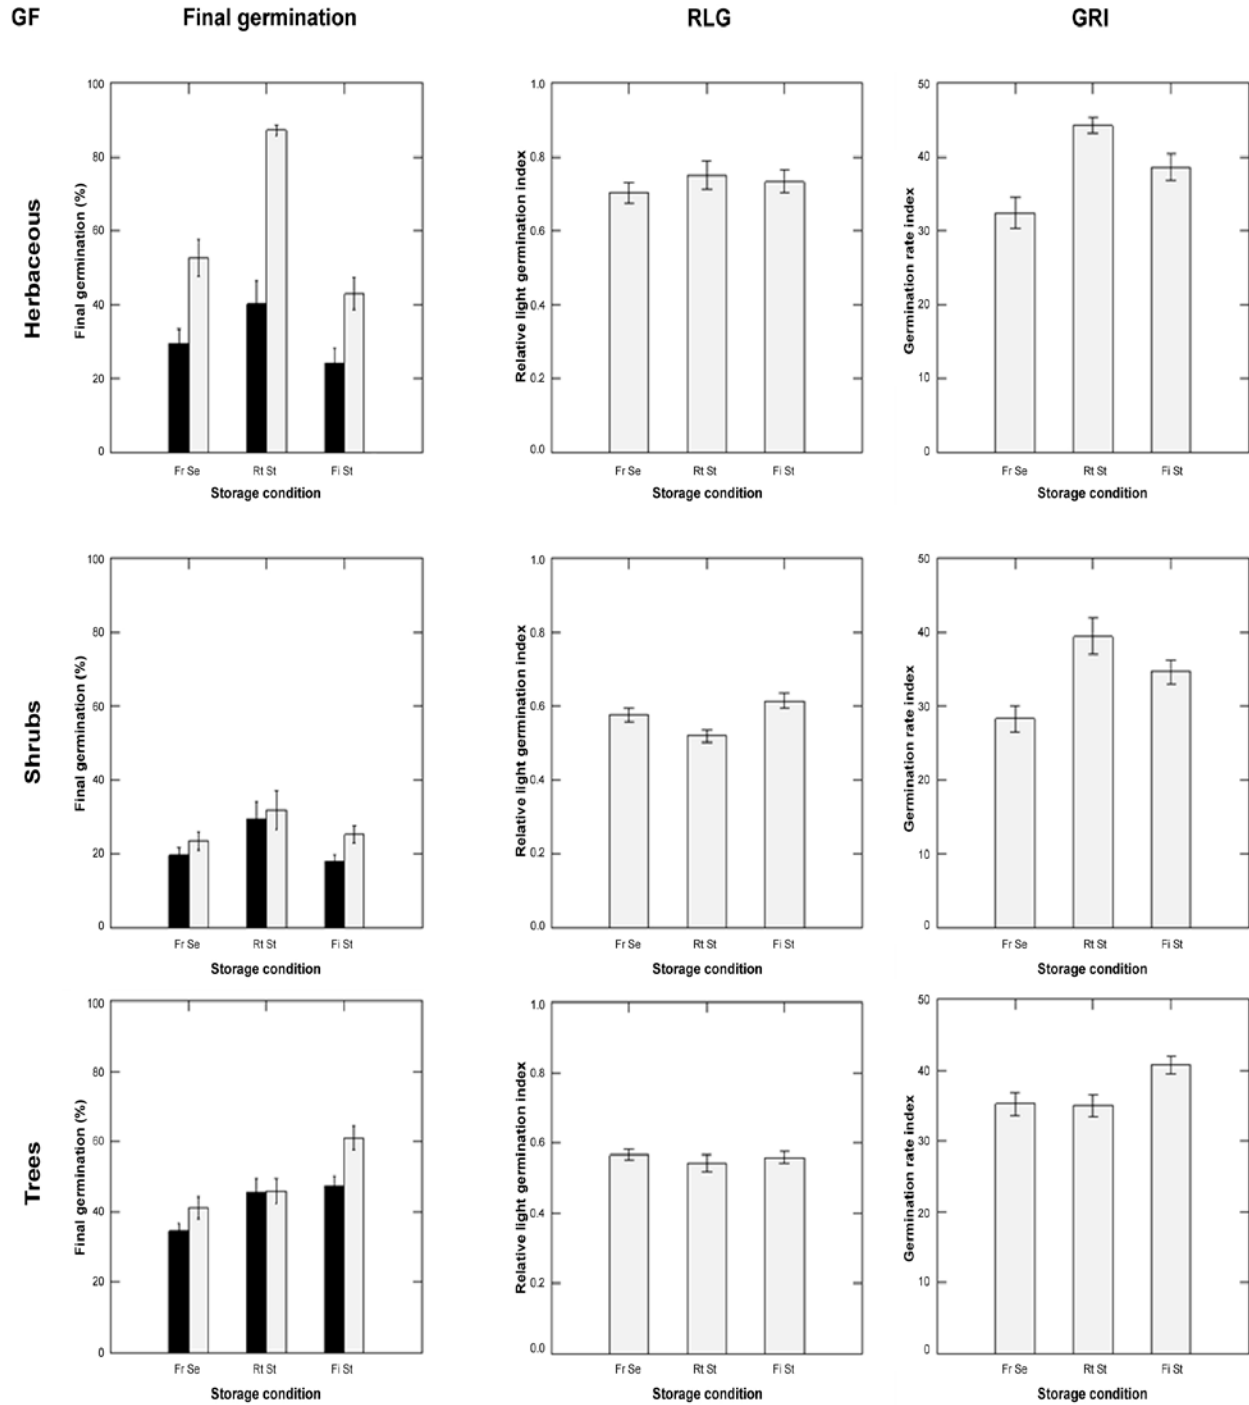 GF Final germination RLG GRI
Herbaceous
Final germination (%)
100
80
60
40
20
0
Fr Se Rt St Fi St
Storage condition
Relative light germination index
1.0
0.8
0.6
0.4
0.2
0.0
Fr Se Rt St Fi St
Storage condition
Germination rate index
50
40
30
20
10
0
Fr Se Rt St Fi St
Storage condition
Shrubs
Final germination (%)
100
80
60
40
20
0
Fr Se Rt St Fi St
Storage condition
Relative light germination index
1.0
0.8
0.6
0.4
0.2
0.0
Fr Se Rt St Fi St
Storage condition
Germination rate index
50
40
30
20
10
0
Fr Se Rt St Fi St
Storage condition
Trees
Final germination (%)
100
80
60
40
20
0
Fr Se Rt St Fi St
Storage condition
Relative light germination index
1.0
0.8
0.6
0.4
0.2
0.0
Fr Se Rt St Fi St
Storage condition
Germination rate index
50
40
30
20
10
0
Fr Se Rt St Fi St
Storage condition